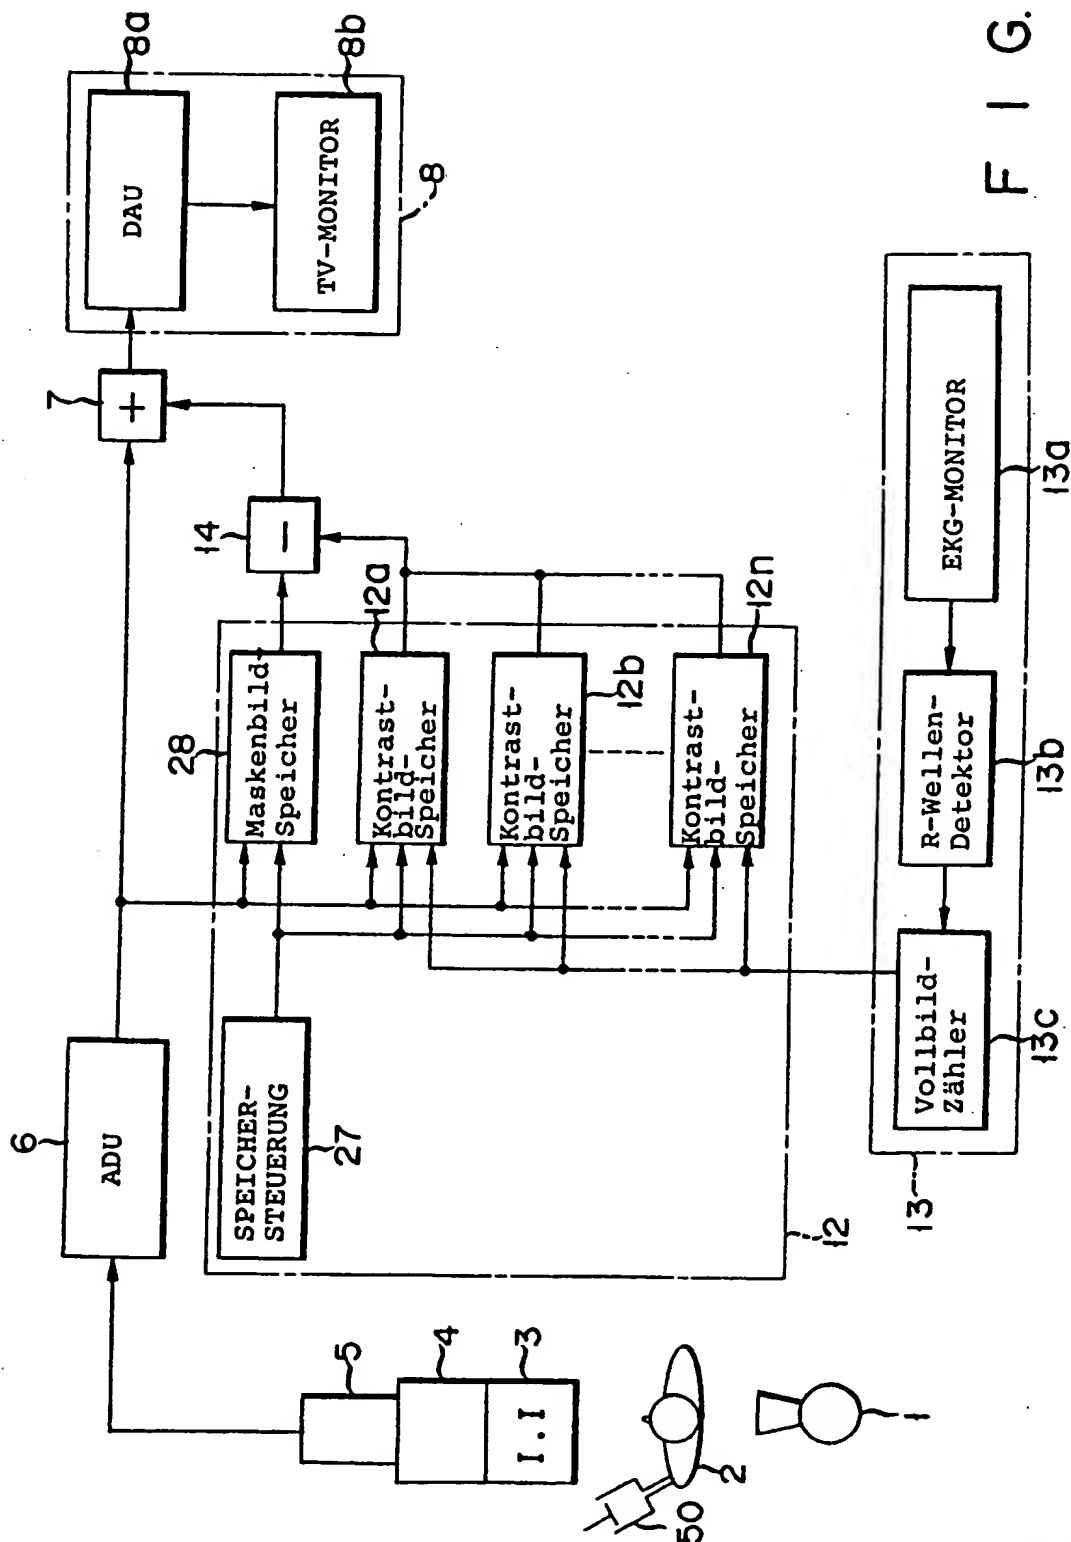 8a
8b
DAU
TV-MONITOR
8
7
+
14
−
12a
12n
28
Maskenbild-
Speicher
Kontrast-
bild-
Speicher
Kontrast-
bild-
Speicher
12b
Kontrast-
bild-
Speicher
6
ADU
SPEICHER-
STEUERUNG
27
12
5
4
3
I.I
2
50
1
EKG-MONITOR
13a
R-Wellen-
Detektor
13b
Vollbild-
Zähler
13c
13
FIG.